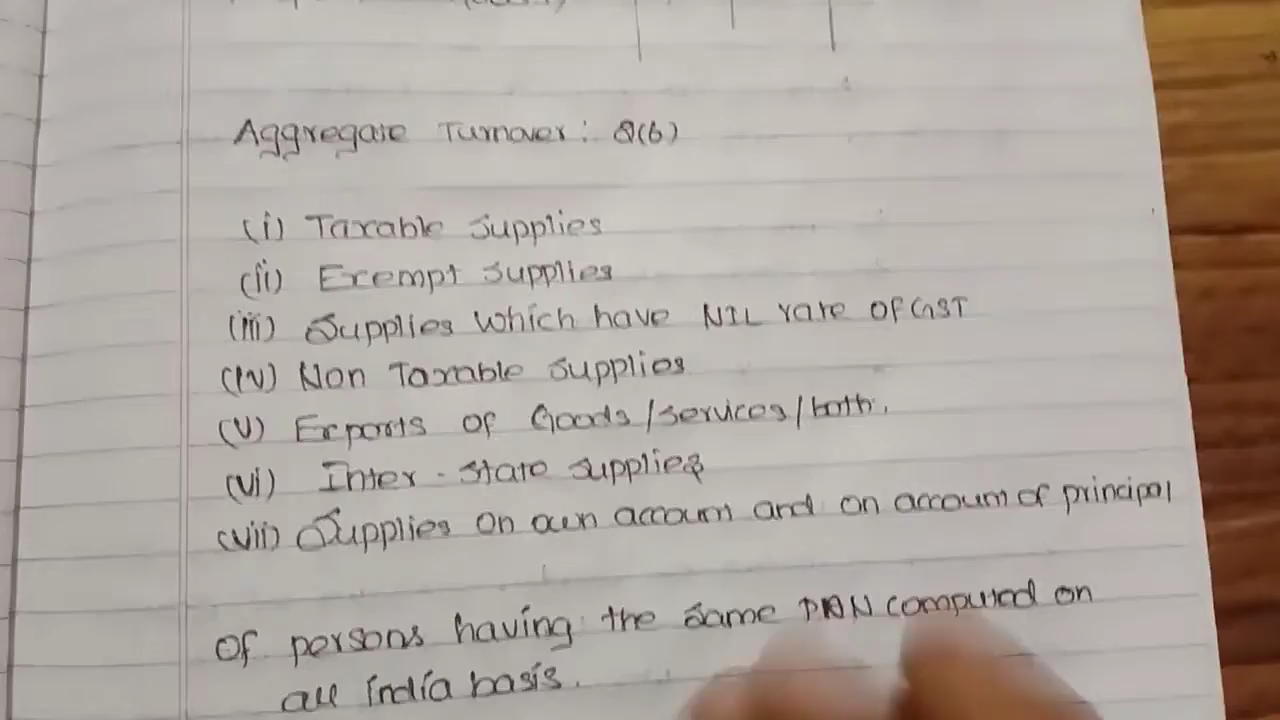 Aggregate Turnover: 2(6)
(i) Taxable Supplies
(ii) Exempt Supplies
(iii) Supplies which have NIL rate of GST
(iv) Non Taxable Supplies
(v) Exports of Goods/services/both.
(vi) Inter-state supplies
(vii) Supplies on own account and on account of principal
of persons having the same PAN computed on
all india basis.